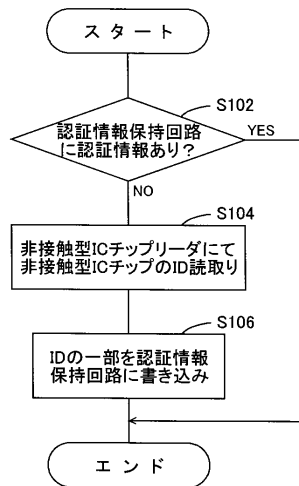 スタート
S102
認証情報保持回路
に認証情報あり?
YES
NO
S104
非接触型ICチップリーダにて
非接触型ICチップのID読取り
S106
IDの一部を認証情報
保持回路に書き込み
エンド